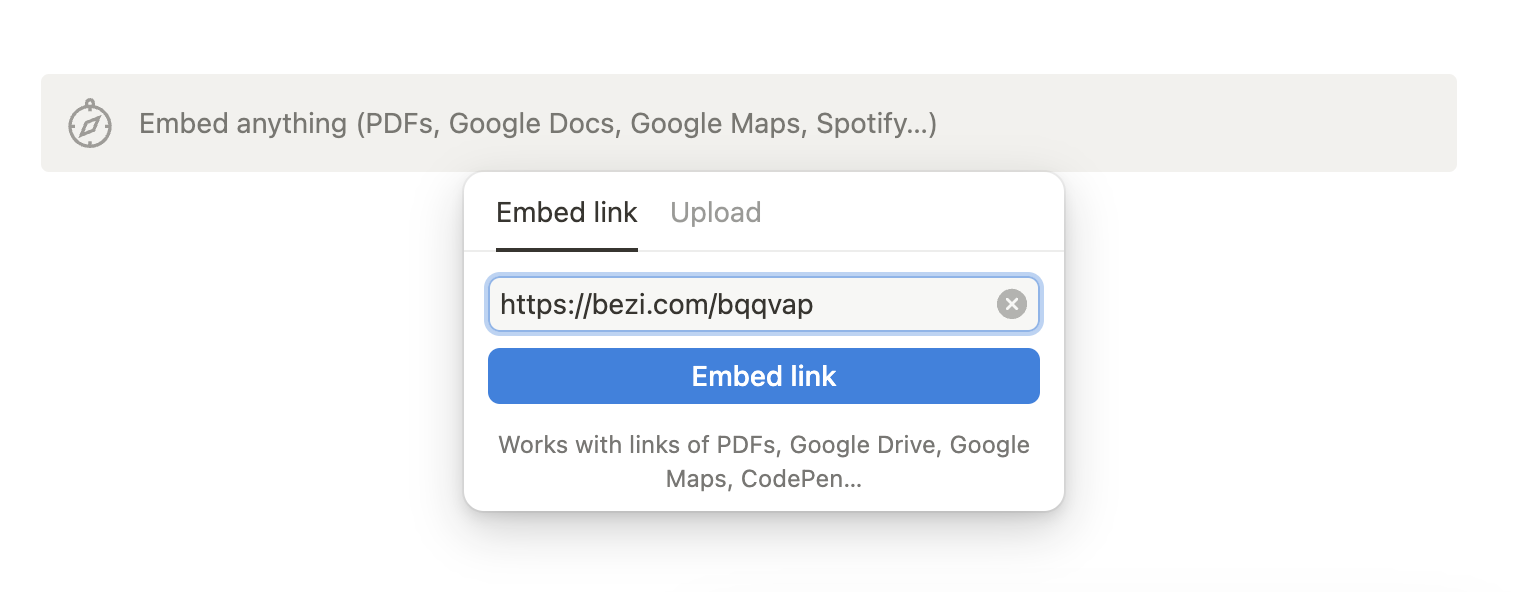 Embed anything (PDFs, Google Docs, Google Maps, Spotify...)
Embed link Upload
https://bezi.com/bqqvap
Embed link
Works with links of PDFs, Google Drive, Google
Maps, CodePen...